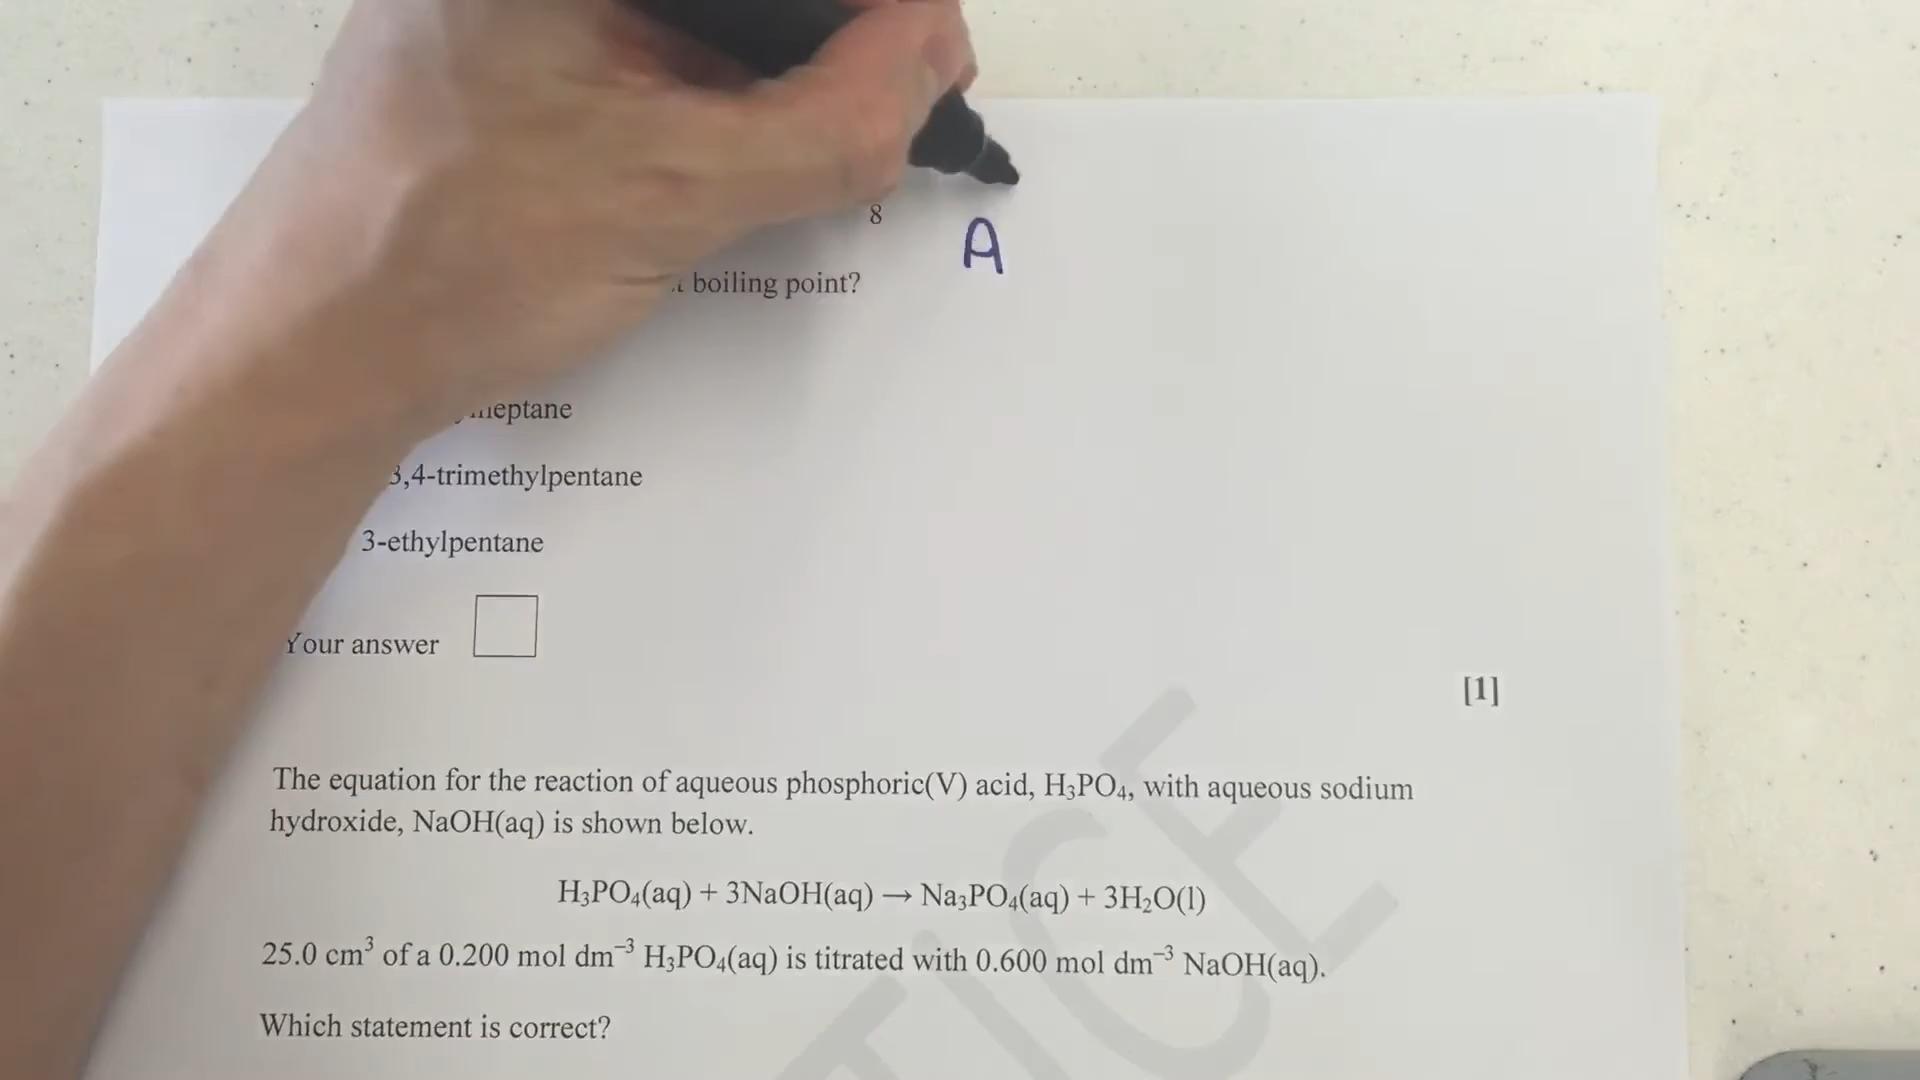 8
A
boiling point?
3,4-trimethylpentane
3-ethylpentane
Your answer
[1]
The equation for the reaction of aqueous phosphoric(V) acid, H₃PO₄, with aqueous sodium
hydroxide, NaOH(aq) is shown below.
H₃PO₄(aq) + 3NaOH(aq) → Na₃PO₄(aq) + 3H₂O(l)
25.0 cm³ of a 0.200 mol dm⁻³ H₃PO₄(aq) is titrated with 0.600 mol dm⁻³ NaOH(aq).
Which statement is correct?